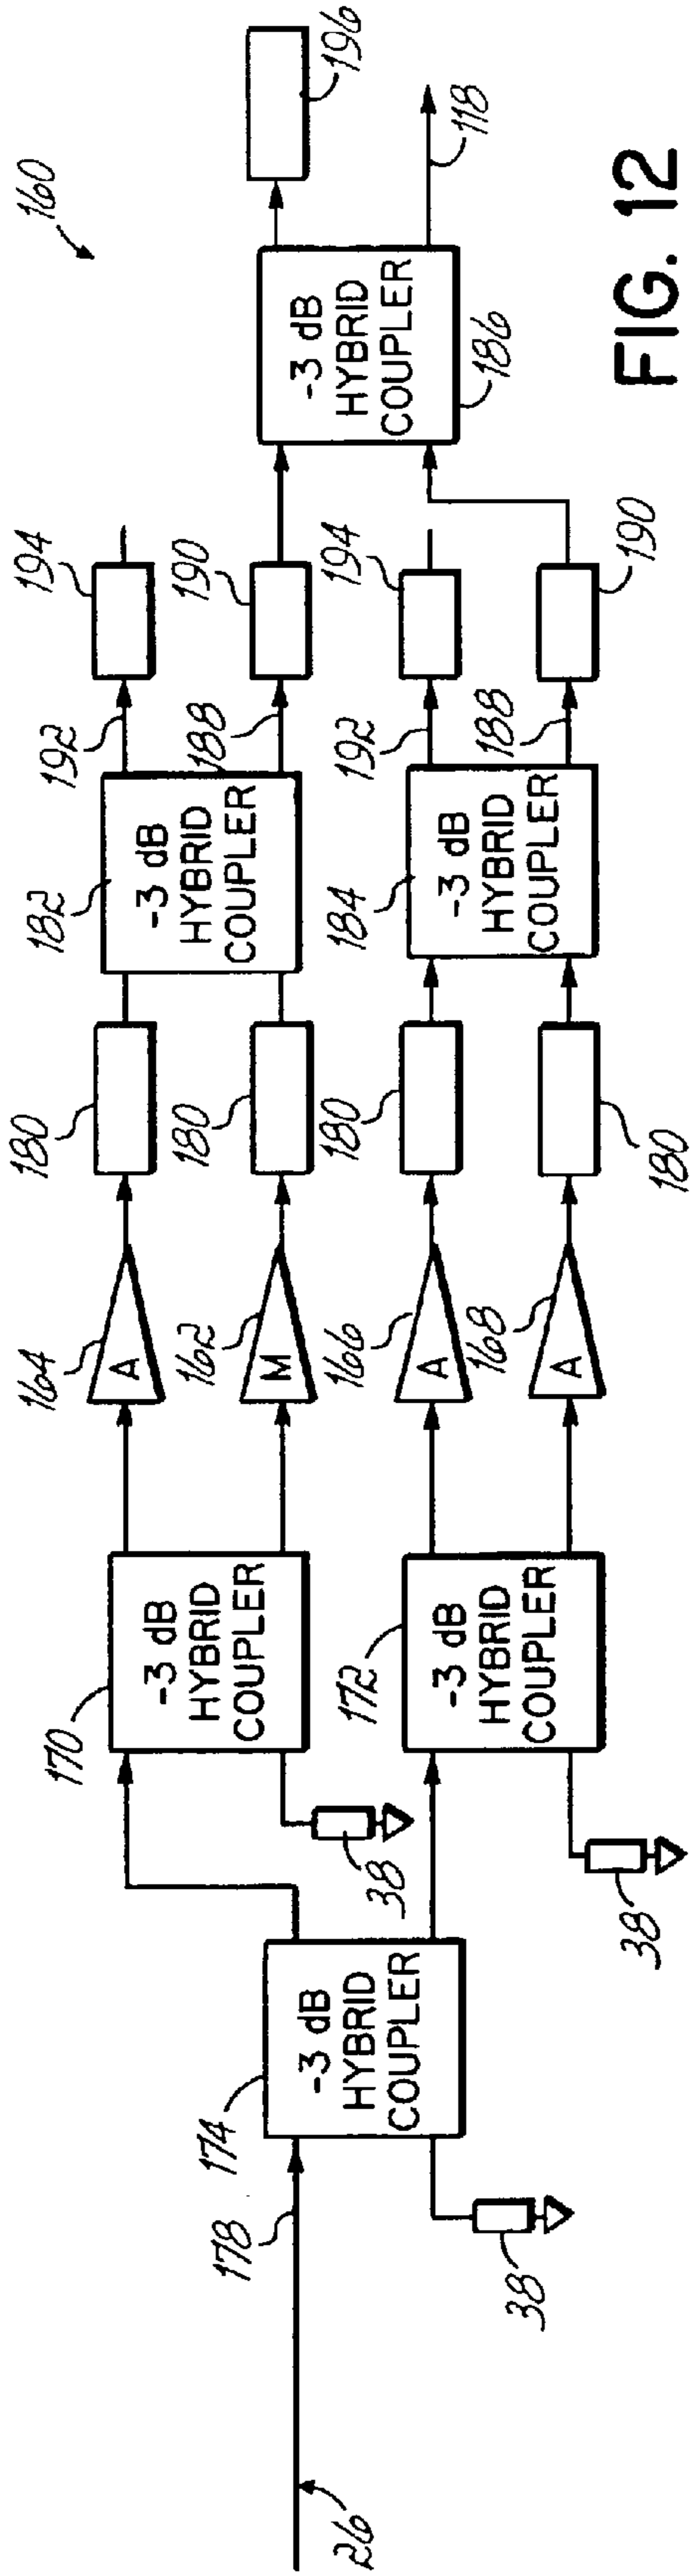 160
196
118
-3 dB
HYBRID
COUPLER
186
194
190
194
190
192
188
192
188
182
-3 dB
HYBRID
COUPLER
184
-3 dB
HYBRID
COUPLER
180
180
180
180
164
A
162
M
166
A
168
A
170
-3 dB
HYBRID
COUPLER
172
-3 dB
HYBRID
COUPLER
38
38
174
-3 dB
HYBRID
COUPLER
178
38
26
FIG. 12